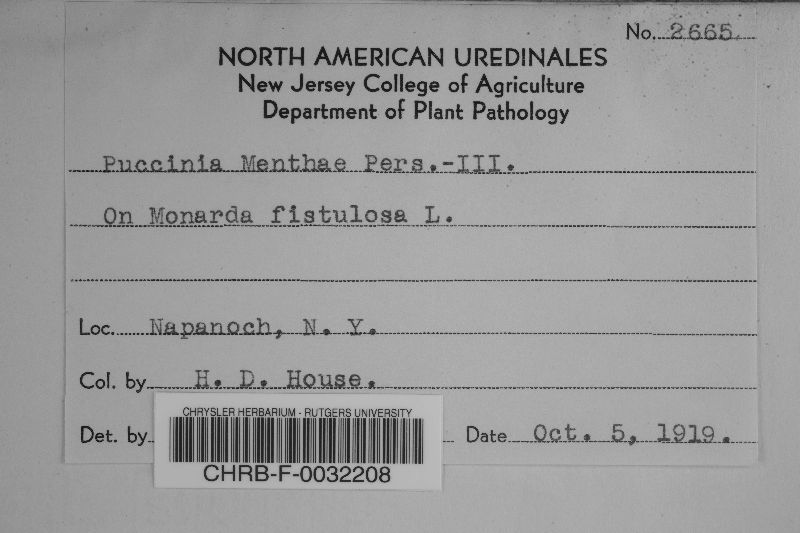 No. 2665
NORTH AMERICAN UREDINALES
New Jersey College of Agriculture
Department of Plant Pathology
Puccinia Menthae Pers.-III.
On Monarda fistulosa L.
Loc. Napanoch, N. Y.
Col. by H. D. House.
Det. by Date Oct. 5, 1919.
CHRYSLER HERBARIUM - RUTGERS UNIVERSITY
CHRB-F-0032208